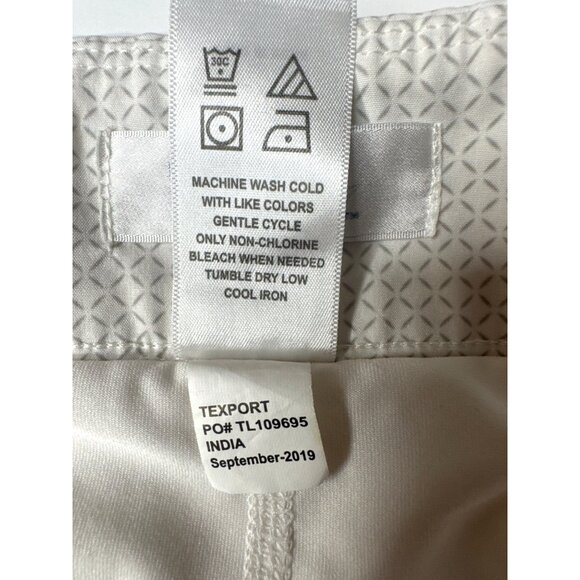 30C
MACHINE WASH COLD
WITH LIKE COLORS
GENTLE CYCLE
ONLY NON-CHLORINE
BLEACH WHEN NEEDED
TUMBLE DRY LOW
COOL IRON
TEXPORT
PO# TL109695
INDIA
September-2019